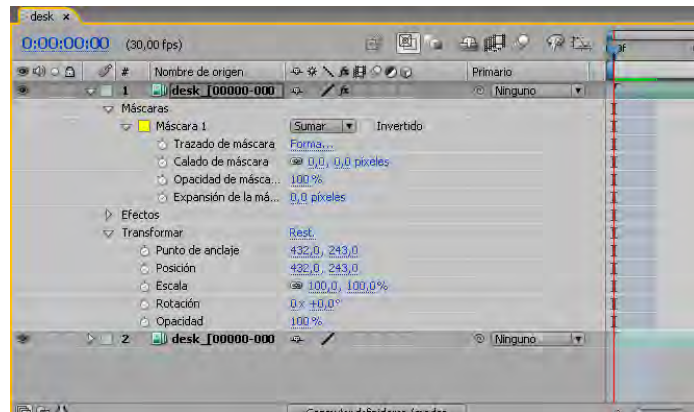 desk ×
0:00:00:00 (30,00 fps)
# Nombre de origen Primario
1 desk_[00000-000 Ninguno
Máscaras
Máscara 1 Sumar Invertido
Trazado de máscara Forma...
Calado de máscara 0,0, 0,0 píxeles
Opacidad de másca... 100 %
Expansión de la má... 0,0 píxeles
Efectos
Transformar Rest.
Punto de anclaje 432,0, 243,0
Posición 432,0, 243,0
Escala 100,0, 100,0%
Rotación 0 x +0,0°
Opacidad 100 %
2 desk_[00000-000 Ninguno